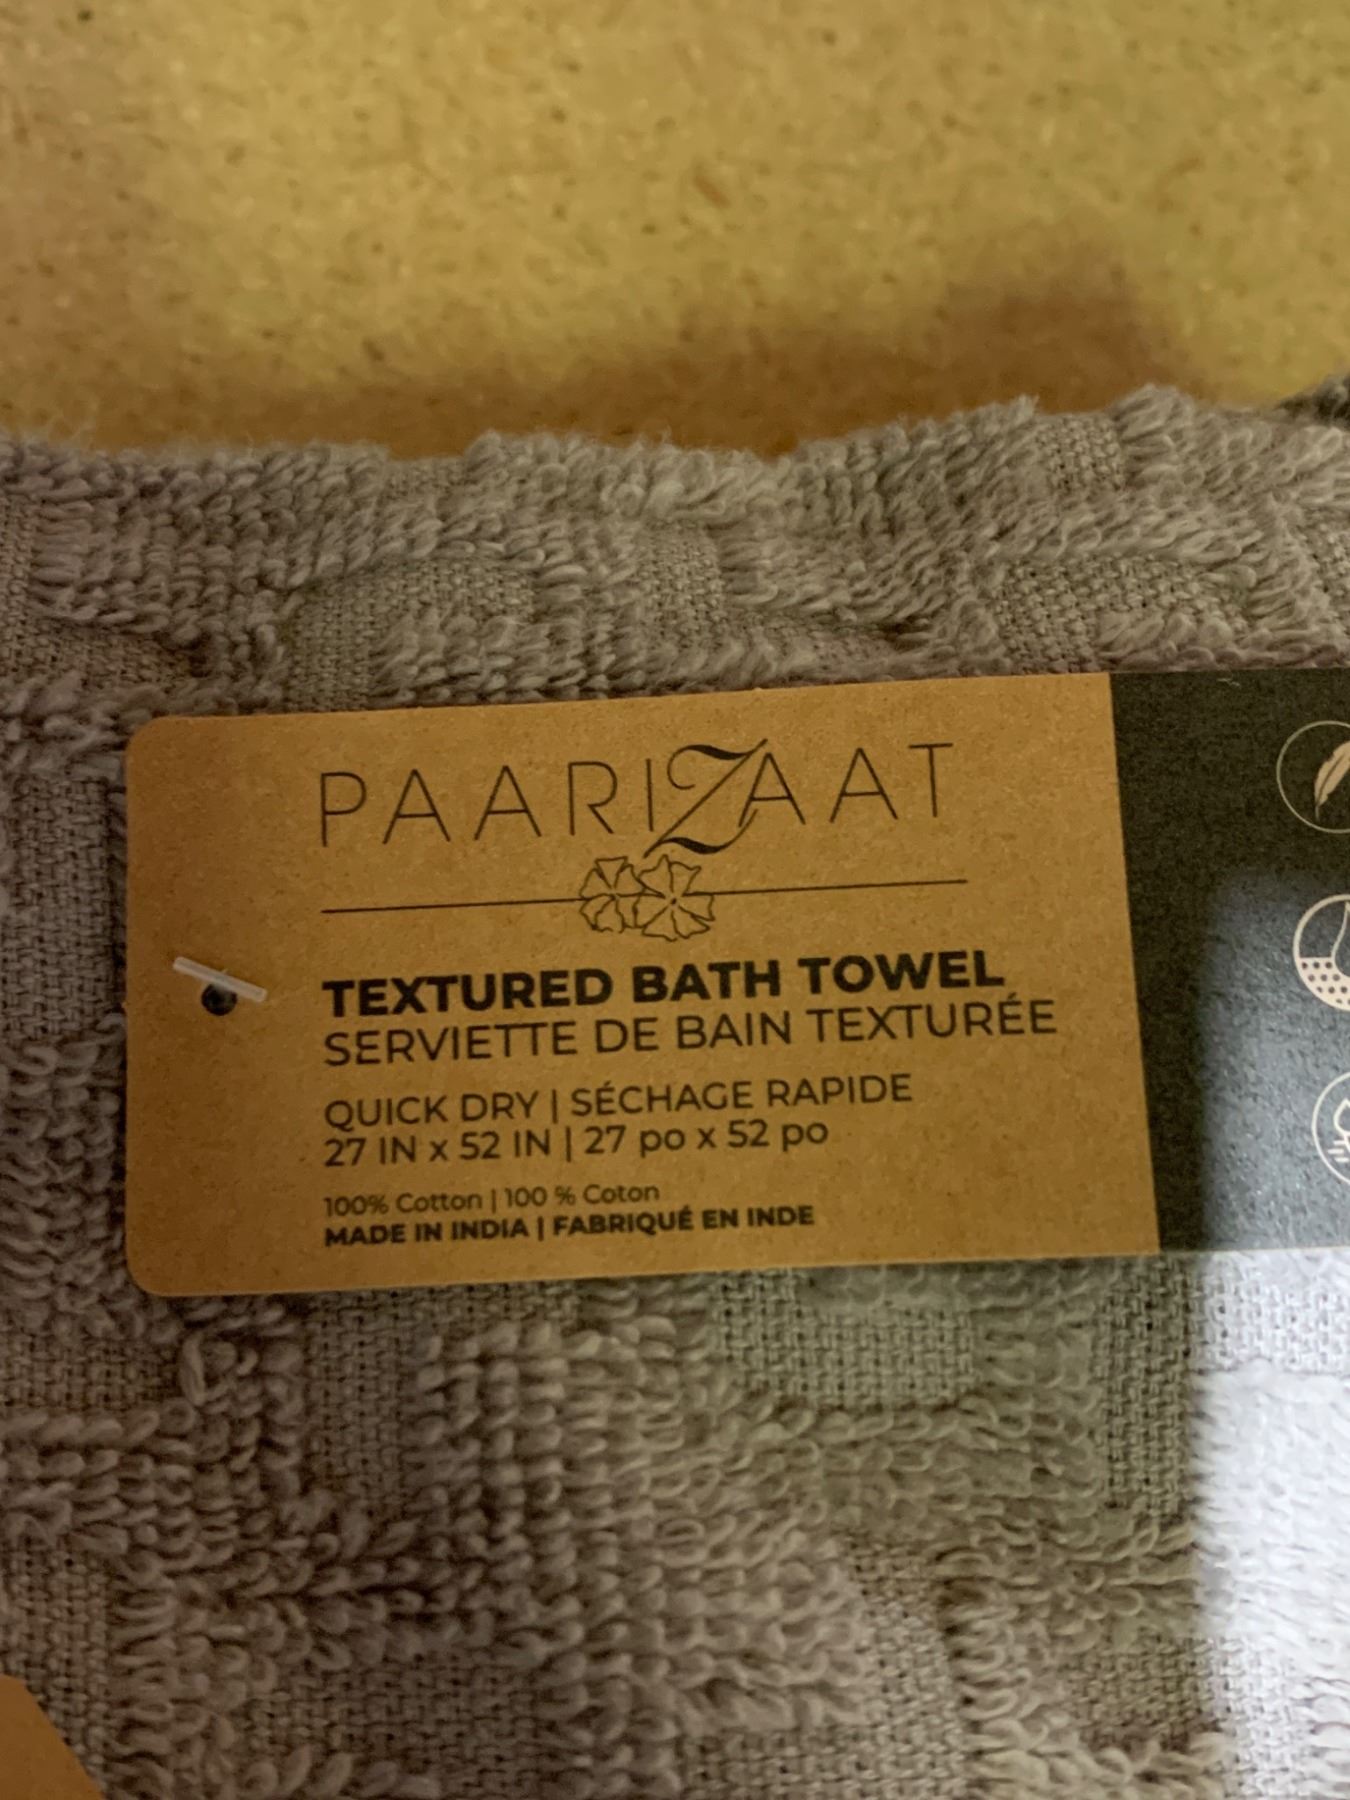 PAARIZAAT
TEXTURED BATH TOWEL
SERVIETTE DE BAIN TEXTURÉE
QUICK DRY | SÉCHAGE RAPIDE
27 IN x 52 IN | 27 po x 52 po
100% Cotton | 100 % Coton
MADE IN INDIA | FABRIQUÉ EN INDE